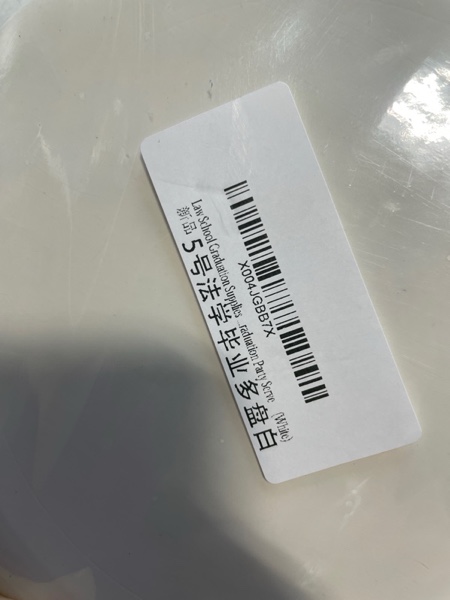 X004JGBB7X
Law School Graduation Supplies ...raduation Party Serve (White)
新品
5号法学毕业多盘白